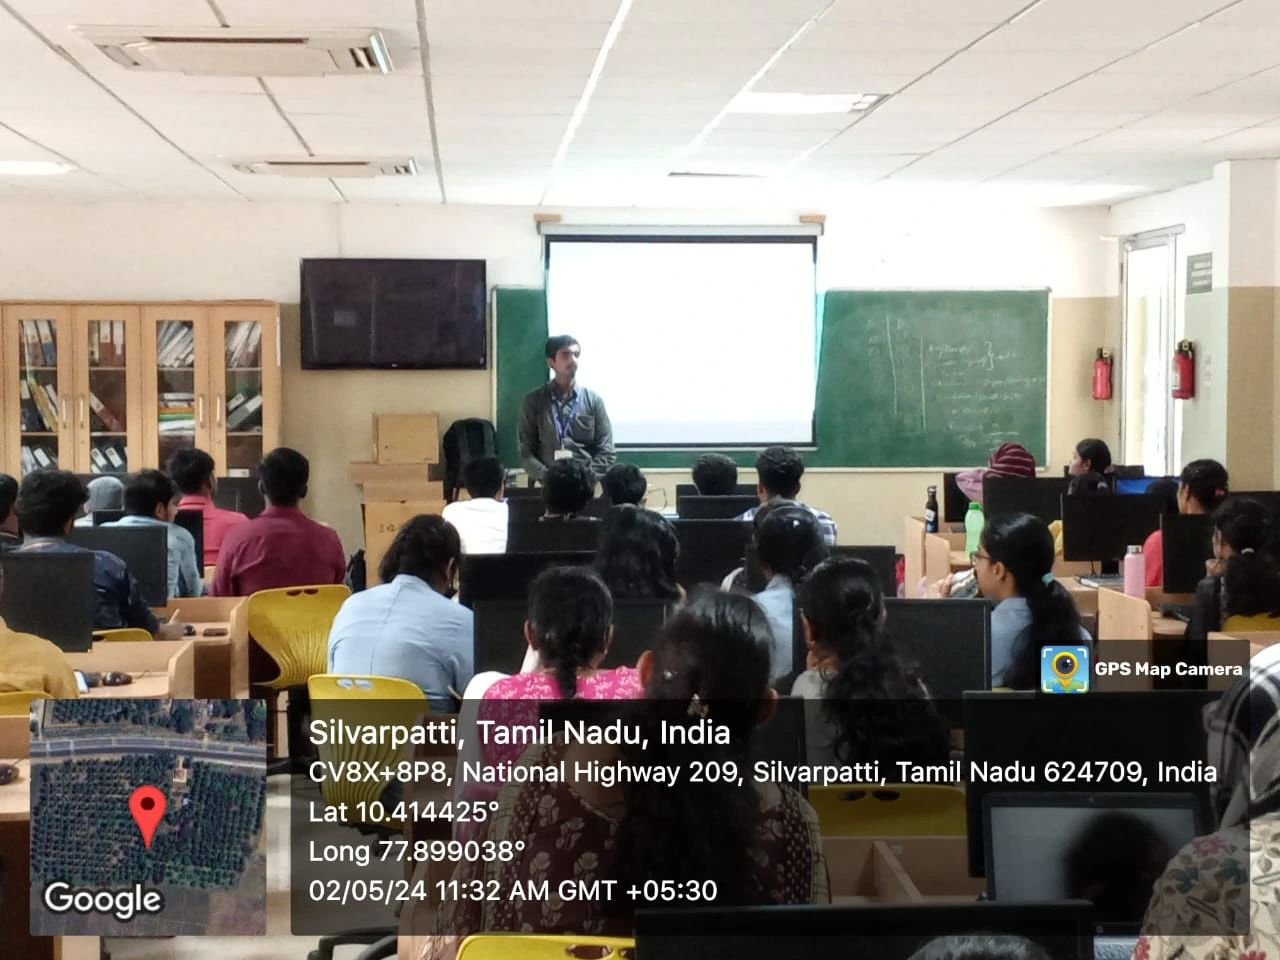 GPS Map Camera
Silvarpatti, Tamil Nadu, India
CV8X+8P8, National Highway 209, Silvarpatti, Tamil Nadu 624709, India
Lat 10.414425°
Long 77.899038°
02/05/24 11:32 AM GMT +05:30
Google